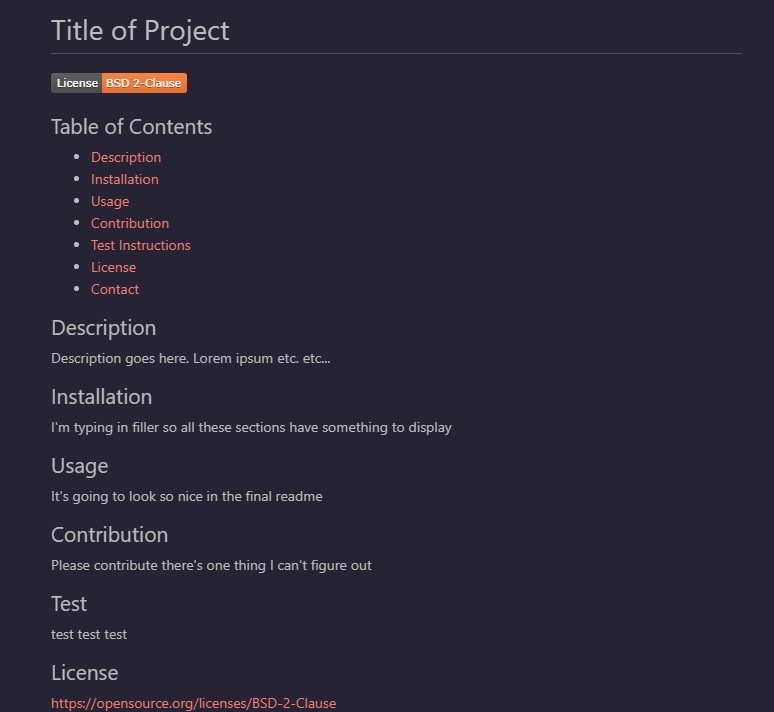 Title of Project
License BSD 2-Clause
Table of Contents
Description
Installation
Usage
Contribution
Test Instructions
License
Contact
Description
Description goes here. Lorem ipsum etc. etc...
Installation
I'm typing in filler so all these sections have something to display
Usage
It's going to look so nice in the final readme
Contribution
Please contribute there's one thing I can't figure out
Test
test test test
License
https://opensource.org/licenses/BSD-2-Clause